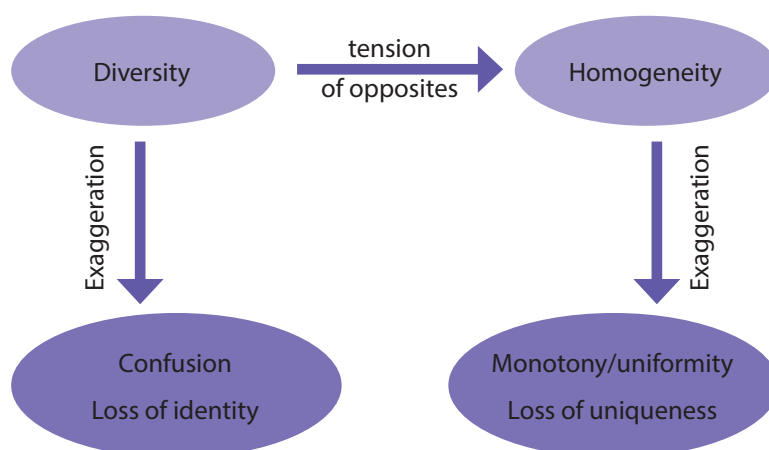 Diversity
tension
of opposites
Homogeneity
Exaggeration
Exaggeration
Confusion
Loss of identity
Monotony/uniformity
Loss of uniqueness